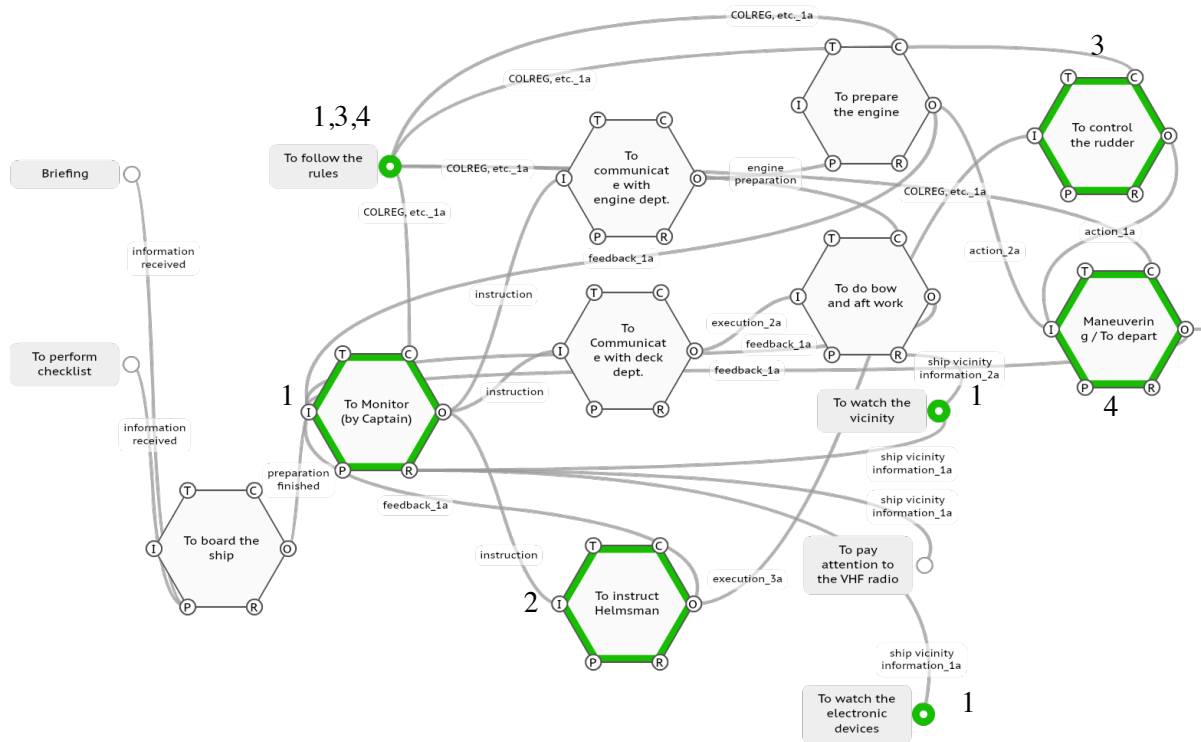 COLREG, etc._1a
3
T
C
T
C
COLREG, etc._1a
To prepare
the engine
I
O
1,3,4
To control
the rudder
I
O
T
C
To follow the
rules
COLREG, etc._1a
To
communicat
e with
engine dept.
I
O
engine
preparation
P
R
Briefing
COLREG, etc._1a
P
R
COLREG, etc._1a
information
received
P
R
T
C
action_1a
feedback_1a
action_2a
T
C
instruction
T
C
To do bow
and aft work
I
O
To
Communicat
e with deck
dept.
I
O
execution_2a
Maneuverin
g / To depart
I
O
To perform
checklist
T
C
feedback_1a
P
R
feedback_1a
ship vicinity
information_2a
instruction
P
R
1
To Monitor
(by Captain)
I
O
P
R
To watch the
vicinity
1
4
information
received
preparation
finished
P
R
ship vicinity
information_1a
T
C
feedback_1a
ship vicinity
information_1a
To board the
ship
I
O
instruction
T
C
To pay
attention to
the VHF radio
execution_3a
2
To instruct
Helmsman
I
O
P
R
P
R
ship vicinity
information_1a
To watch the
electronic
devices
1